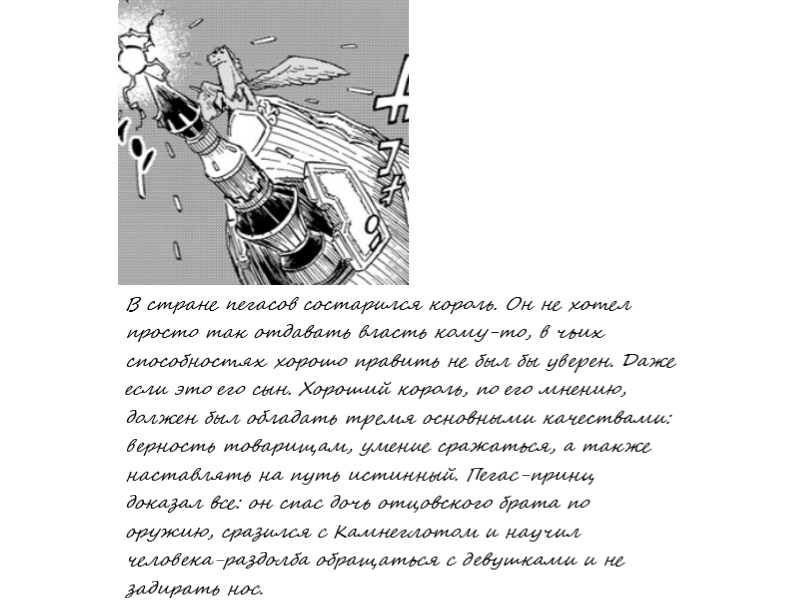 В стране пегасов состарился король. Он не хотел
просто так отдавать власть кому-то, в чьих
способностях хорошо править не был бы уверен. Даже
если это его сын. Хороший король, по его мнению,
должен был обладать тремя основными качествами:
верность товарищам, умение сражаться, а также
наставлять на путь истинный. Пегас-принц
доказал все: он спас дочь отцовского брата по
оружию, сразился с Камнеглотом и научил
человека-раздолба обращаться с девушками и не
задирать нос.